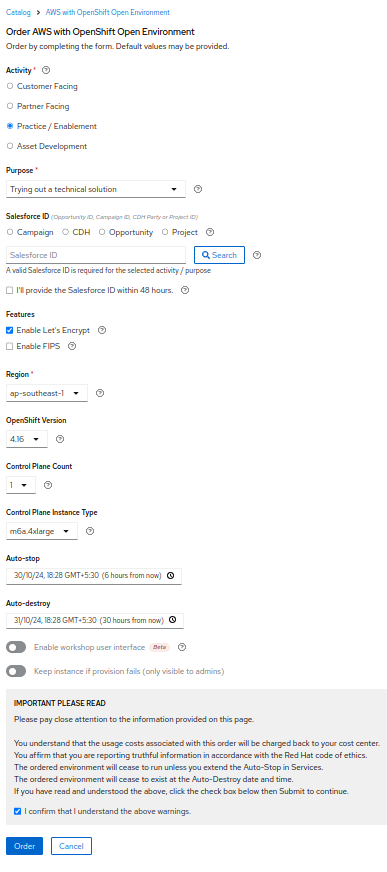 Catalog > AWS with OpenShift Open Environment
Order AWS with OpenShift Open Environment
Order by completing the form. Default values may be provided.
Activity *
Customer Facing
Partner Facing
Practice / Enablement
Asset Development
Purpose *
Trying out a technical solution
Salesforce ID (Opportunity ID, Campaign ID, CDH Party or Project ID)
Campaign CDH Opportunity Project
Salesforce ID Search
A valid Salesforce ID is required for the selected activity / purpose
I'll provide the Salesforce ID within 48 hours.
Features
Enable Let's Encrypt
Enable FIPS
Region *
ap-southeast-1
OpenShift Version
4.16
Control Plane Count
1
Control Plane Instance Type
m6a.4xlarge
Auto-stop
30/10/24, 18:28 GMT+5:30 (6 hours from now)
Auto-destroy
31/10/24, 18:28 GMT+5:30 (30 hours from now)
Enable workshop user interface Beta
Keep instance if provision fails (only visible to admins)
IMPORTANT PLEASE READ
Please pay close attention to the information provided on this page.
You understand that the usage costs associated with this order will be charged back to your cost center.
You affirm that you are reporting truthful information in accordance with the Red Hat code of ethics.
The ordered environment will cease to run unless you extend the Auto-Stop in Services.
The ordered environment will cease to exist at the Auto-Destroy date and time.
If you have read and understood the above, click the check box below then Submit to continue.
I confirm that I understand the above warnings.
Order Cancel